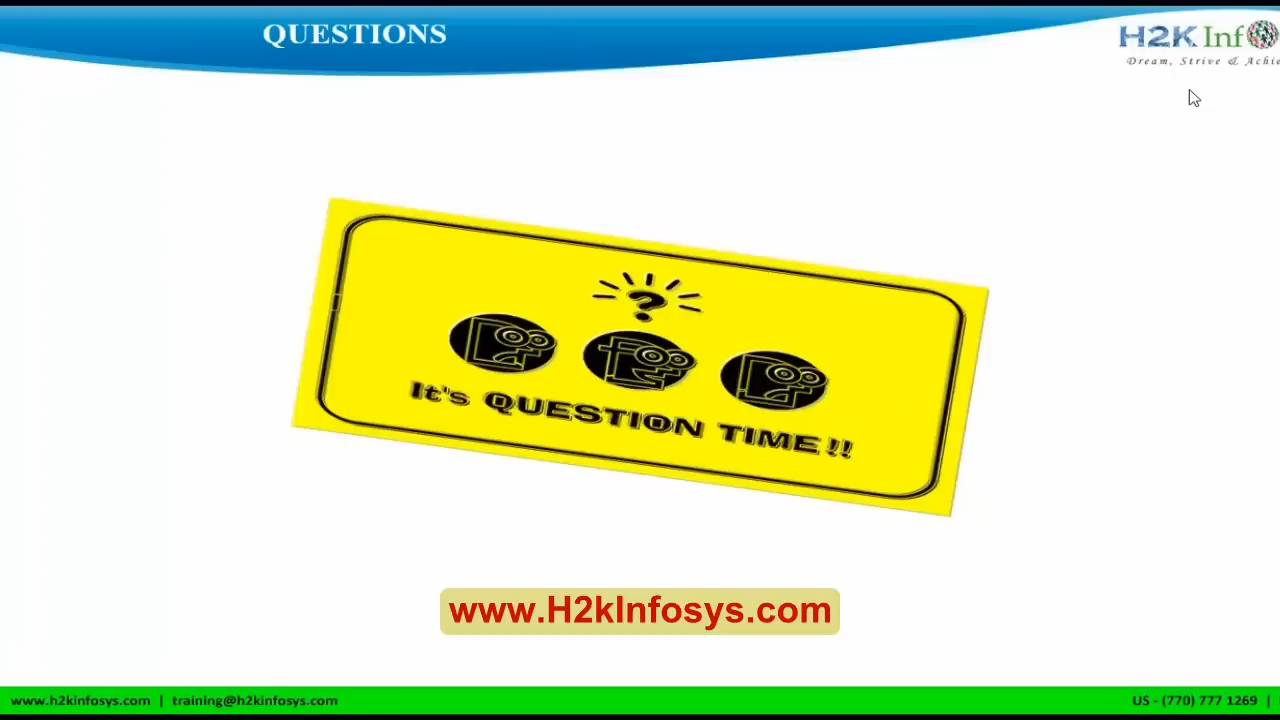 QUESTIONS
H2K Inf
Dream, Strive & Achie
?
It's QUESTION TIME!!
www.H2kInfosys.com
www.h2kinfosys.com | training@h2kinfosys.com
US - (770) 777 1269 |